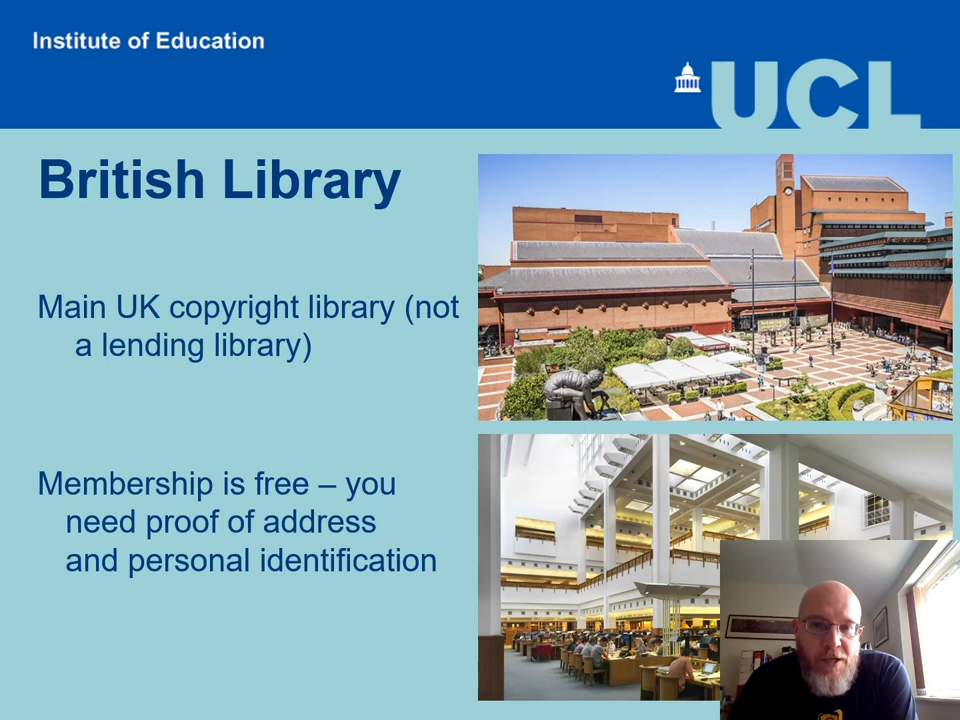 Institute of Education
UCL
British Library
Main UK copyright library (not
a lending library)
Membership is free – you
need proof of address
and personal identification